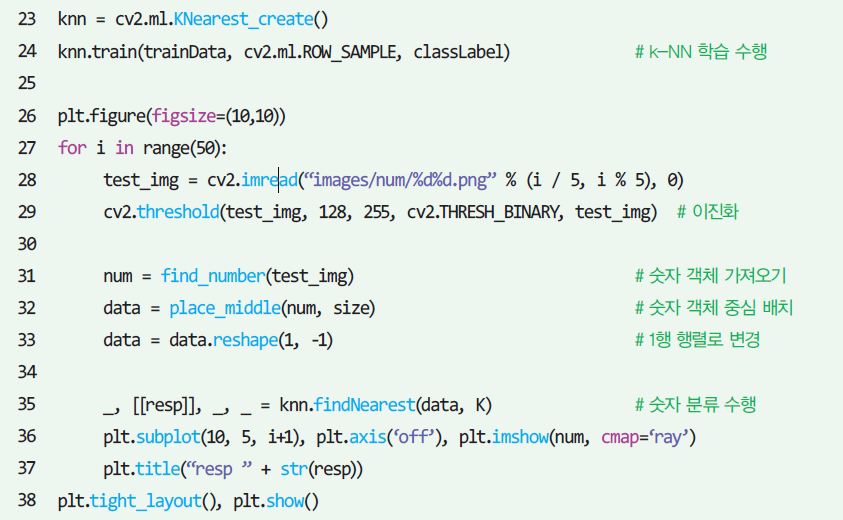 23 knn = cv2.ml.KNearest_create()
24 knn.train(trainData, cv2.ml.ROW_SAMPLE, classLabel) # k-NN 학습 수행
25
26 plt.figure(figsize=(10,10))
27 for i in range(50):
28 test_img = cv2.imread(“images/num/%d%d.png” % (i / 5, i % 5), 0)
29 cv2.threshold(test_img, 128, 255, cv2.THRESH_BINARY, test_img) # 이진화
30
31 num = find_number(test_img) # 숫자 객체 가져오기
32 data = place_middle(num, size) # 숫자 객체 중심 배치
33 data = data.reshape(1, -1) # 1행 행렬로 변경
34
35 _, [[resp]], _, _ = knn.findNearest(data, K) # 숫자 분류 수행
36 plt.subplot(10, 5, i+1), plt.axis(‘off’), plt.imshow(num, cmap=‘ray’)
37 plt.title(“resp ” + str(resp))
38 plt.tight_layout(), plt.show()